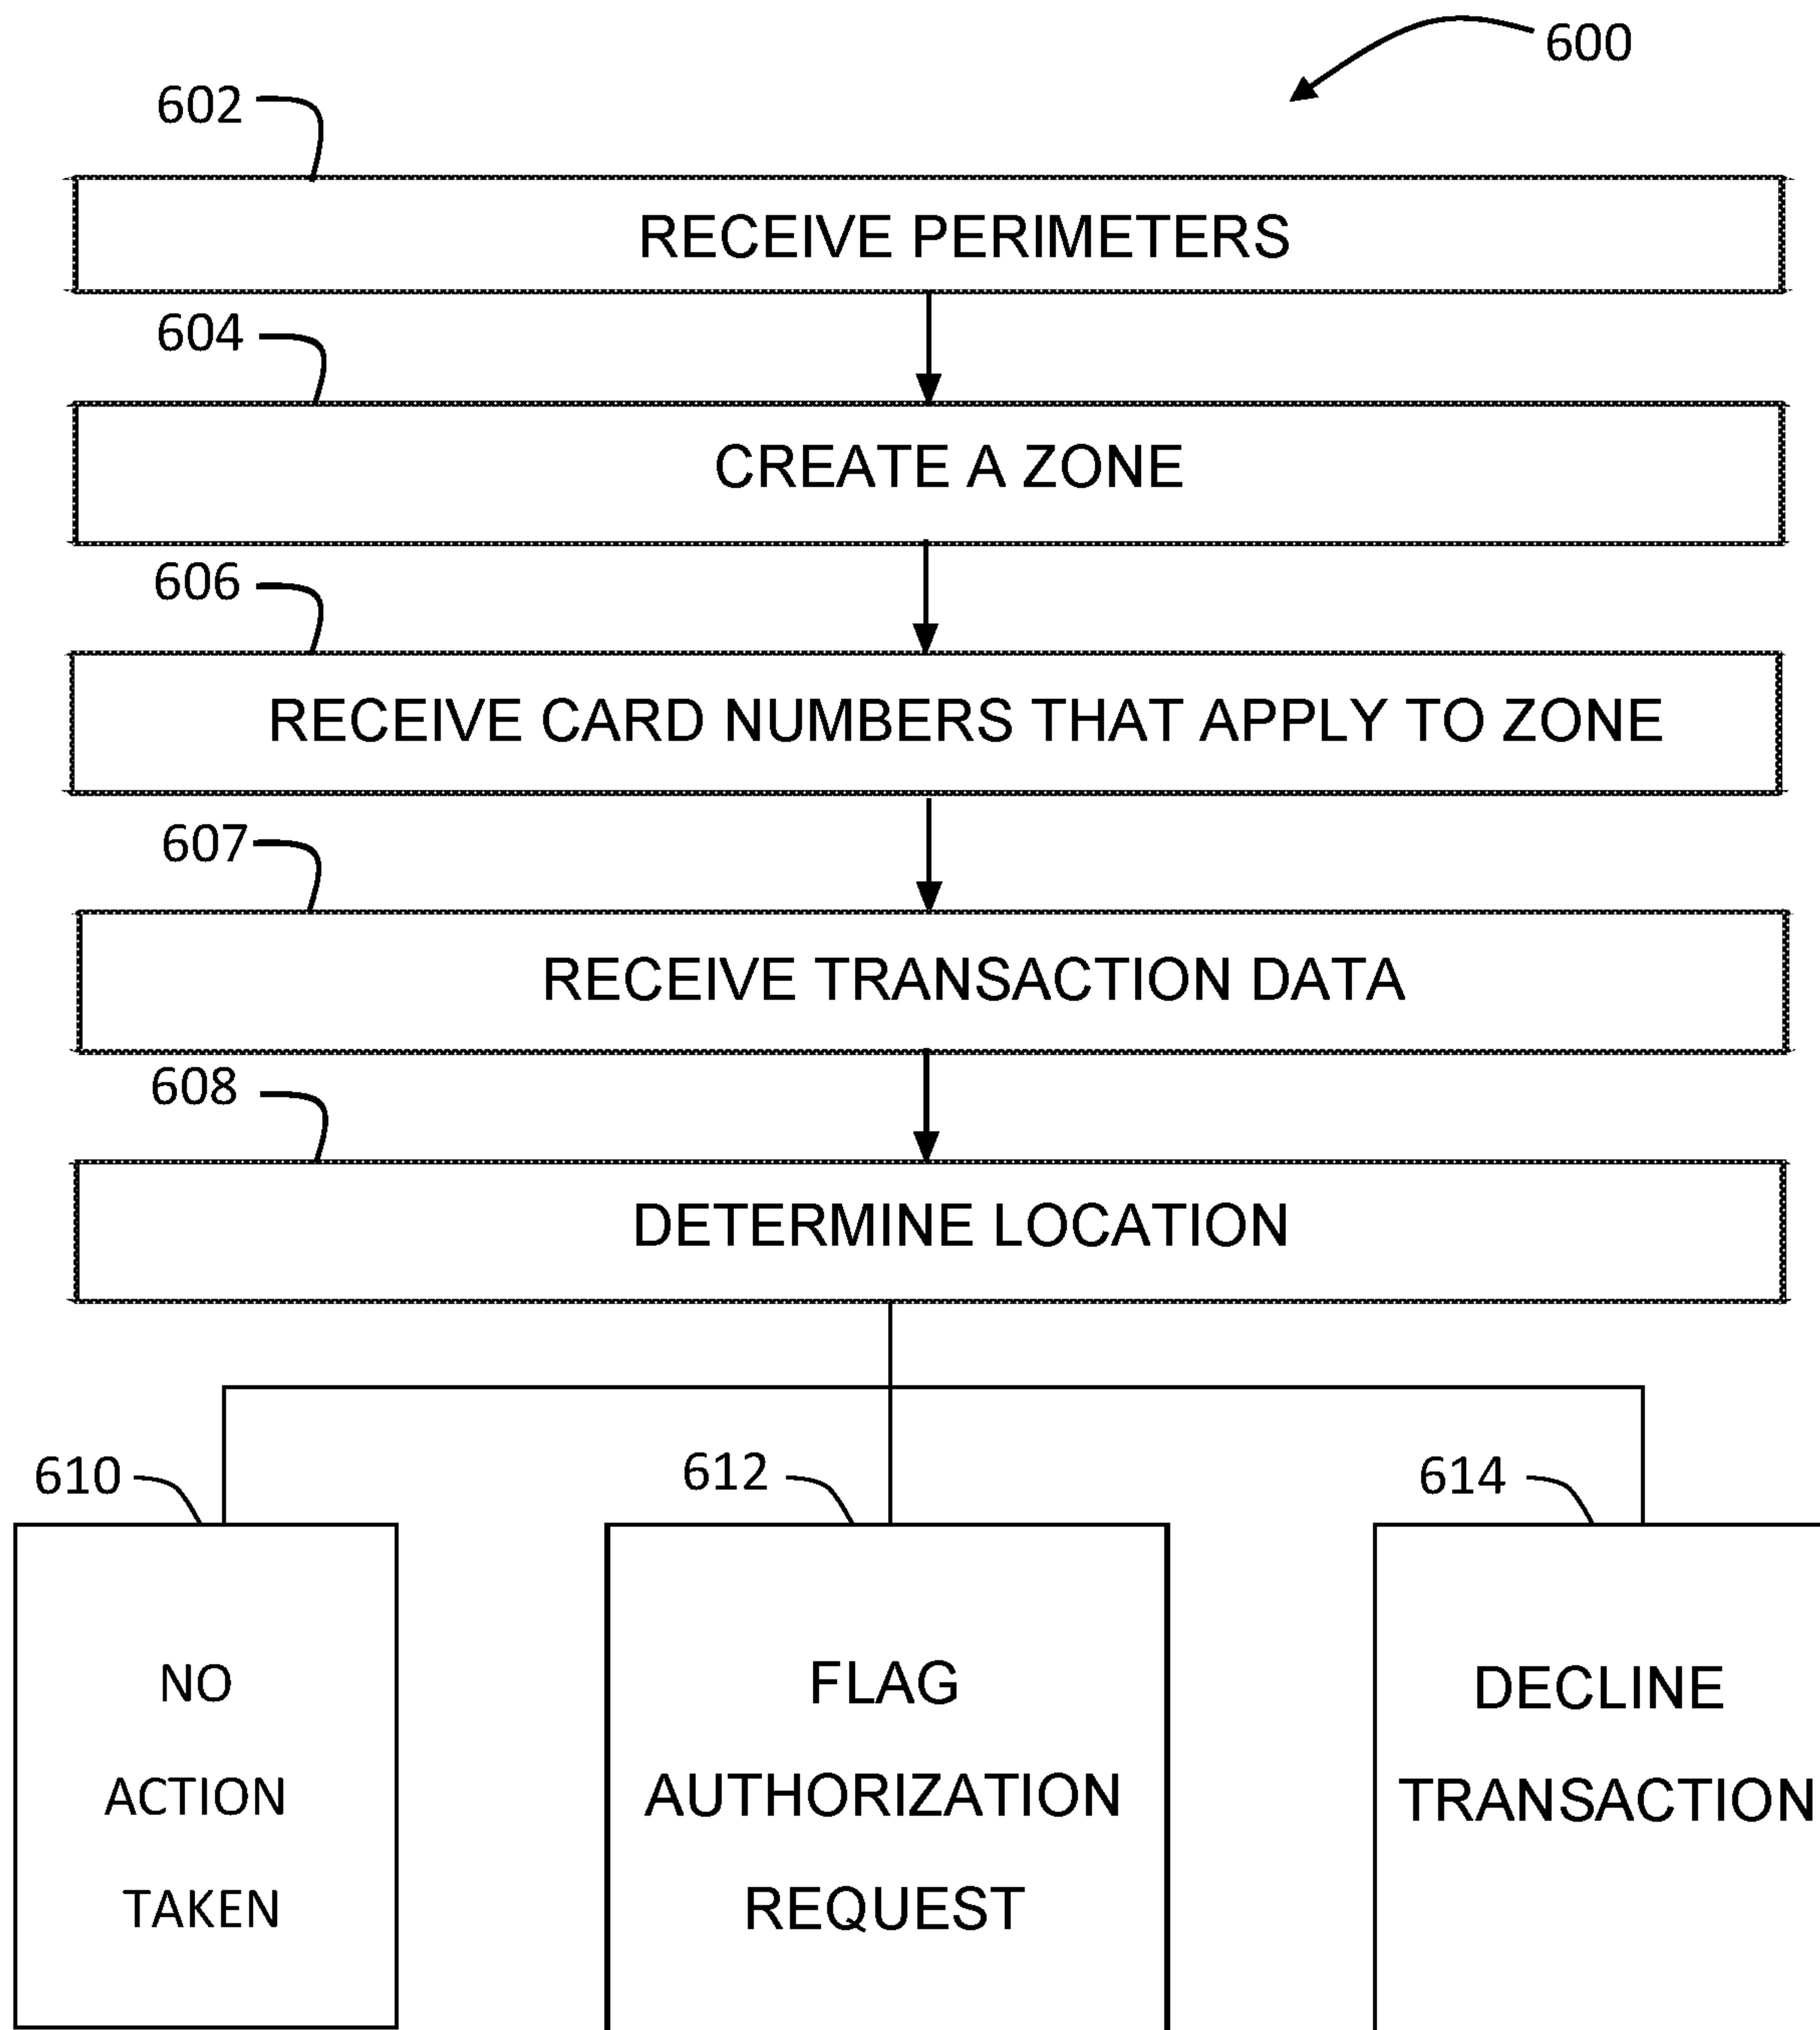 600
602
RECEIVE PERIMETERS
604
CREATE A ZONE
606
RECEIVE CARD NUMBERS THAT APPLY TO ZONE
607
RECEIVE TRANSACTION DATA
608
DETERMINE LOCATION
610
NO
ACTION
TAKEN
612
FLAG
AUTHORIZATION
REQUEST
614
DECLINE
TRANSACTION